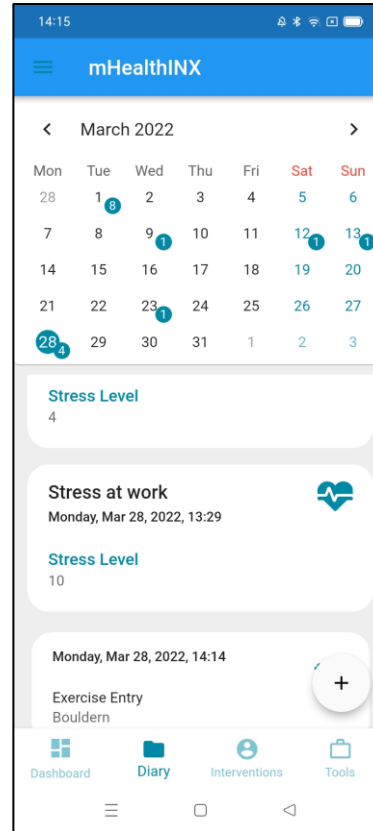 14:15
mHealthINX
March 2022
Mon Tue Wed Thu Fri Sat Sun
28 1 8 2 3 4 5 6
7 8 9 1 10 11 12 1 13 1
14 15 16 17 18 19 20
21 22 23 1 24 25 26 27
28 4 29 30 31 1 2 3
Stress Level
4
Stress at work
Monday, Mar 28, 2022, 13:29
Stress Level
10
Monday, Mar 28, 2022, 14:14
+
Exercise Entry
Bouldern
Dashboard Diary Interventions Tools